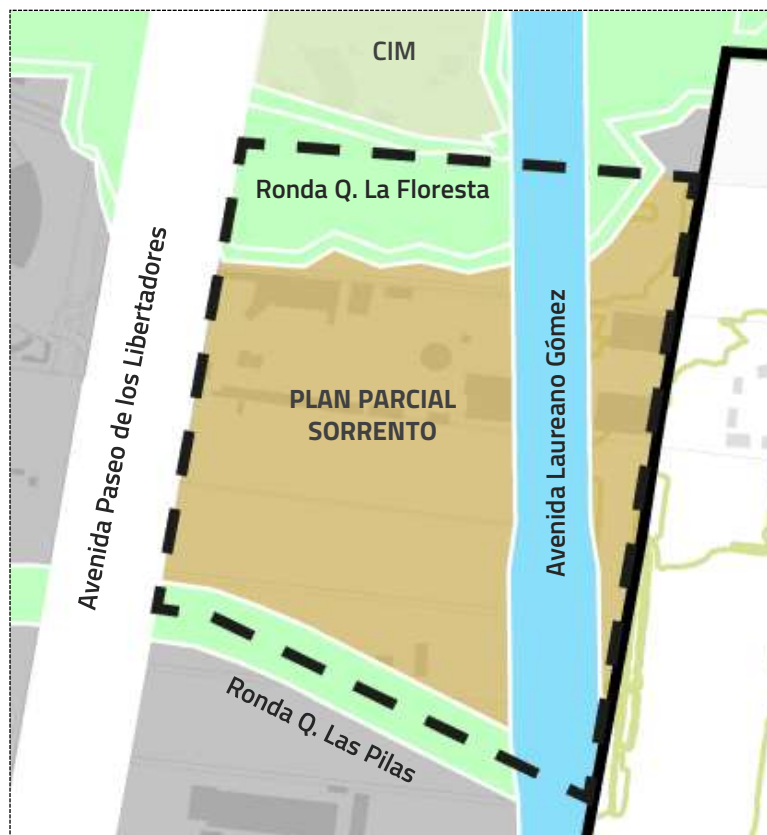 CIM
Ronda Q. La Floresta
Avenida Paseo de los Libertadores
PLAN PARCIAL
SORRENTO
Avenida Laureano Gómez
Ronda Q. Las Pilas